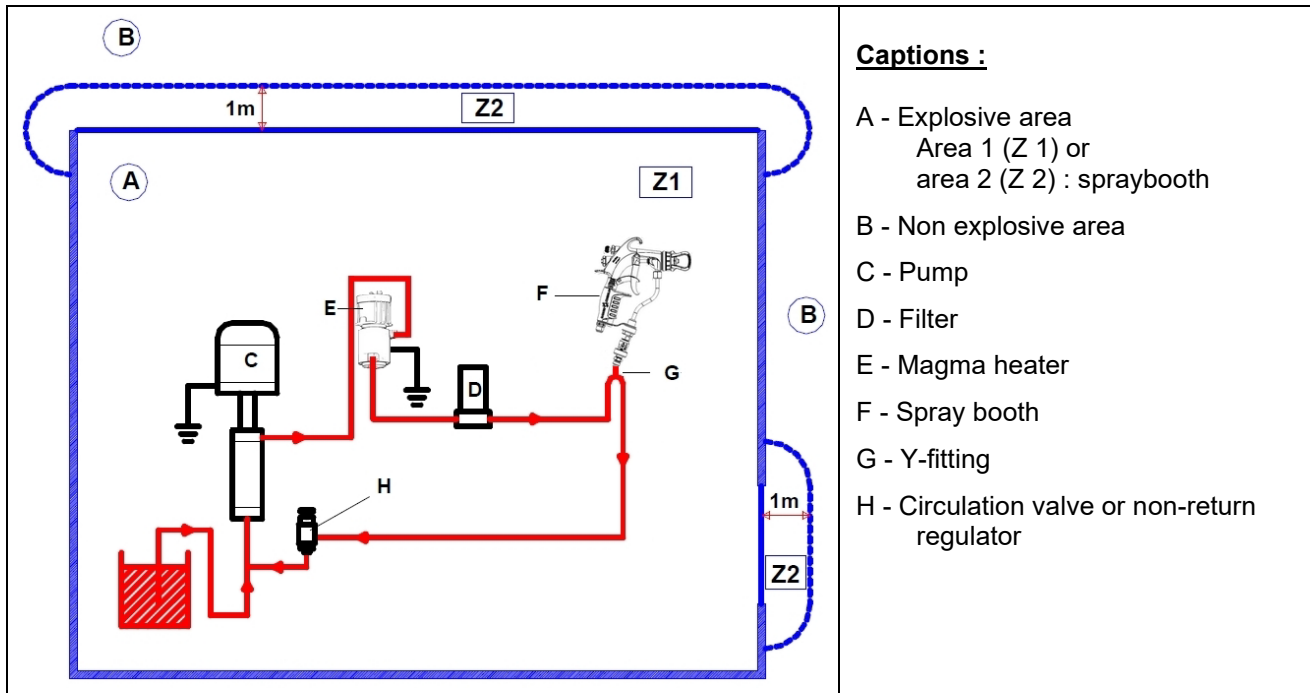 B
1m
Z2
A
Z1
F
E
B
C
G
D
H
1m
Z2
Captions :
A - Explosive area
Area 1 (Z 1) or
area 2 (Z 2) : spraybooth
B - Non explosive area
C - Pump
D - Filter
E - Magma heater
F - Spray booth
G - Y-fitting
H - Circulation valve or non-return
regulator